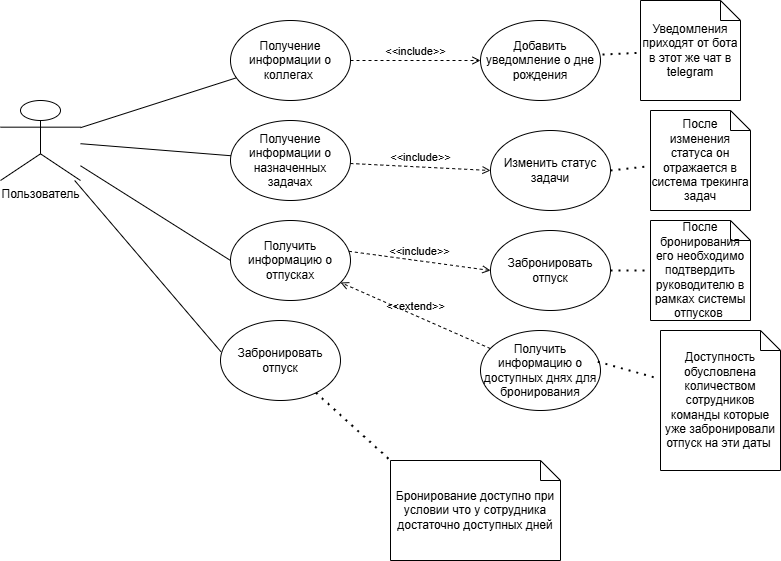 Пользователь
Получение
информации о
коллегах
<<include>>
Добавить
уведомление о дне
рождения
Уведомления
приходят от бота
в этот же чат в
telegram
Получение
информации о
назначенных
задачах
<<include>>
Изменить статус
задачи
После
изменения
статуса он
отражается в
система трекинга
задач
Получить
информацию о
отпусках
<<include>>
Забронировать
отпуск
После
бронирования
его необходимо
подтвердить
руководителю в
рамках системы
отпусков
<<extend>>
Забронировать
отпуск
Получить
информацию о
доступных днях для
бронирования
Доступность
обусловлена
количеством
сотрудников
команды которые
уже забронировали
отпуск на эти даты
Бронирование доступно при
условии что у сотрудника
достаточно доступных дней